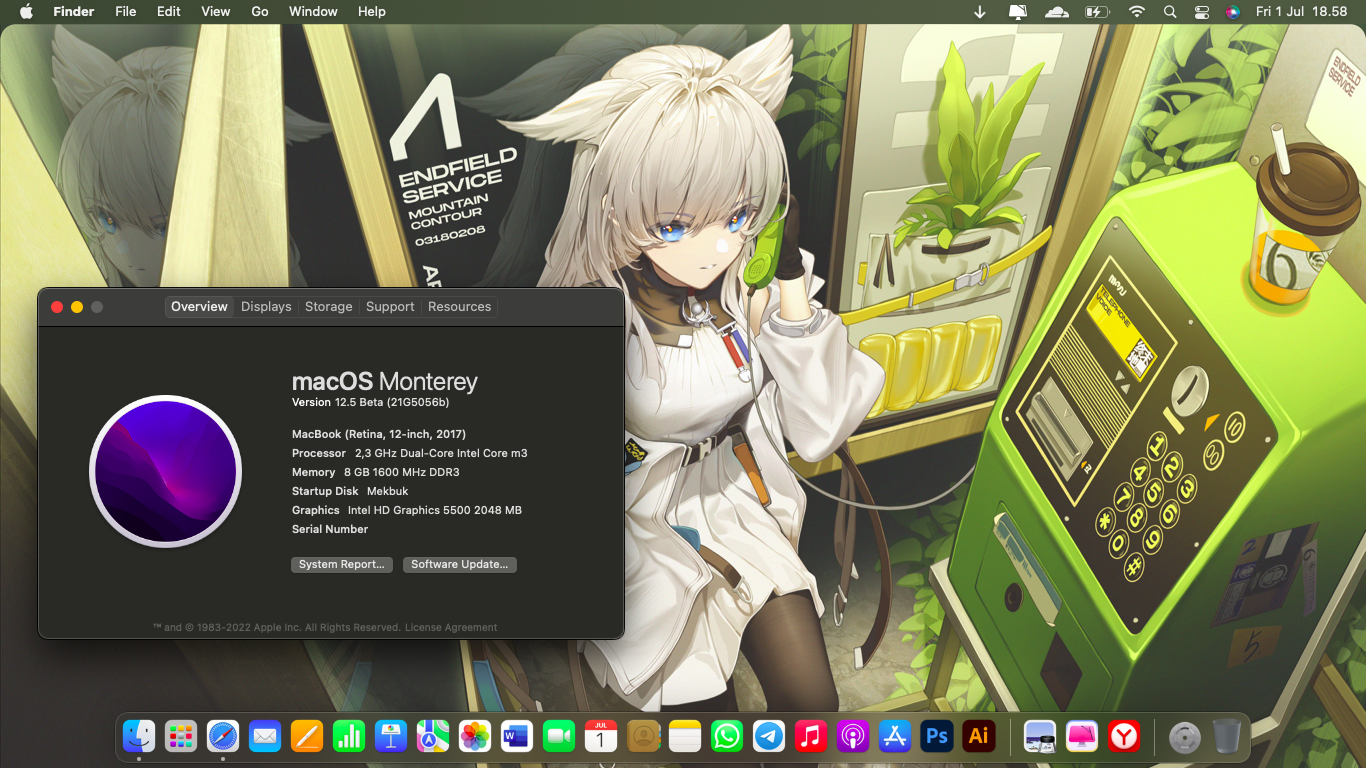 Finder File Edit View Go Window Help
Fri 1 Jul 18.58
ENDFIELD
SERVICE
MOUNTAIN
CONTOUR
03180208
ENDFIELD
SERVICE
Overview Displays Storage Support Resources
macOS Monterey
Version 12.5 Beta (21G5056b)
MacBook (Retina, 12-inch, 2017)
Processor 2,3 GHz Dual-Core Intel Core m3
Memory 8 GB 1600 MHz DDR3
Startup Disk Mekbuk
Graphics Intel HD Graphics 5500 2048 MB
Serial Number
System Report... Software Update...
™ and © 1983-2022 Apple Inc. All Rights Reserved. License Agreement
TELEPHONE
VOICE
10
50
1 2 3
4 5 6
7 8 9
* 0 #
5
W
JUL
1
Ps
Ai